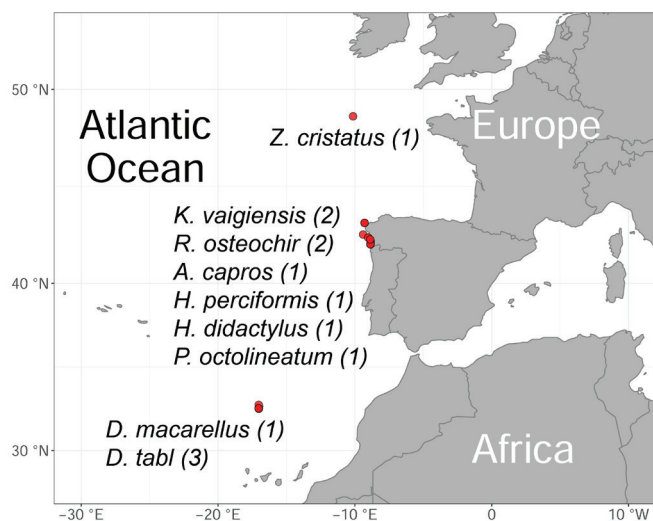 50 °N
Atlantic
Ocean
Z. cristatus (1)
Europe
K. vaigiensis (2)
R. osteochir (2)
A. capros (1)
40 °N
H. perciformis (1)
H. didactylus (1)
P. octolineatum (1)
D. macarellus (1)
D. tabl (3)
30 °N
Africa
−30 °E
−20 °E
−10 °E
0
10 °W